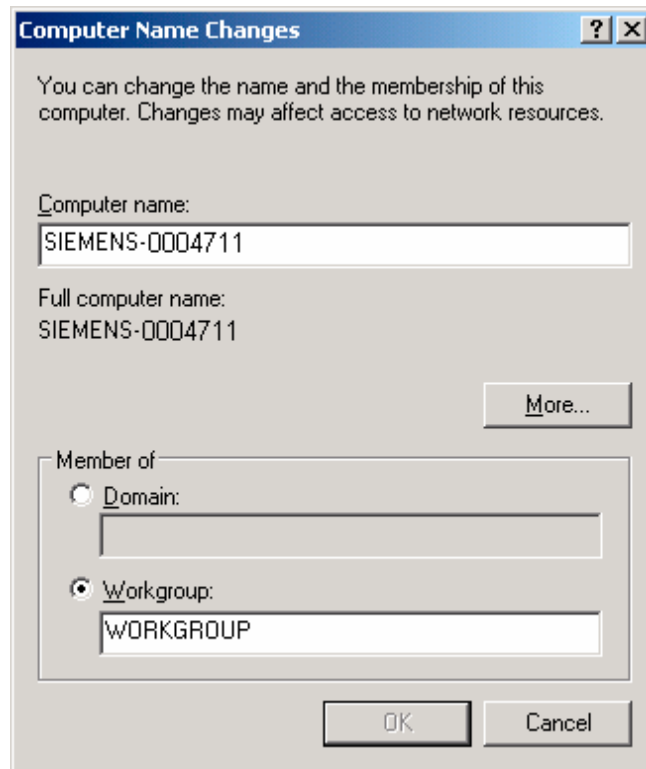 Computer Name Changes
You can change the name and the membership of this
computer. Changes may affect access to network resources.
Computer name:
SIEMENS-0004711
Full computer name:
SIEMENS-0004711
More...
Member of
Domain:
Workgroup:
WORKGROUP
OK Cancel